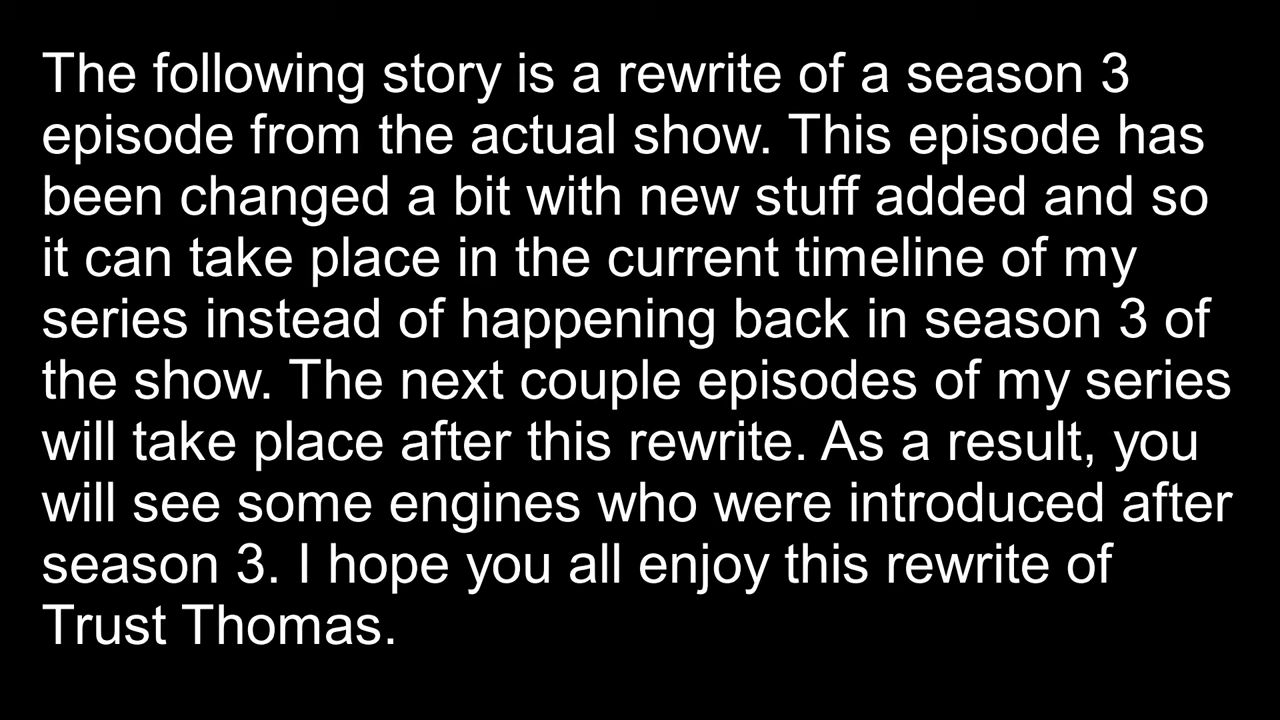 The following story is a rewrite of a season 3
episode from the actual show. This episode has
been changed a bit with new stuff added and so
it can take place in the current timeline of my
series instead of happening back in season 3 of
the show. The next couple episodes of my series
will take place after this rewrite. As a result, you
will see some engines who were introduced after
season 3. I hope you all enjoy this rewrite of
Trust Thomas.